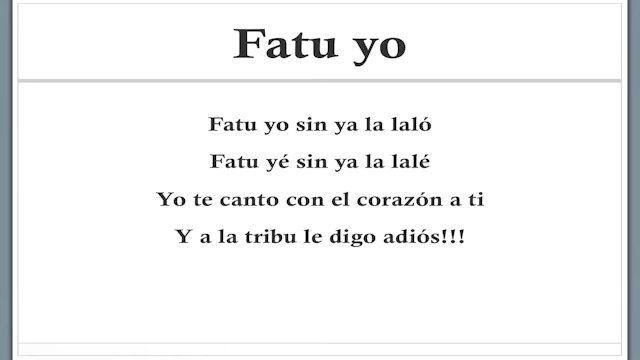 Fatu yo
Fatu yo sin ya la laló
Fatu yé sin ya la lalé
Yo te canto con el corazón a ti
Y a la tribu le digo adiós!!!